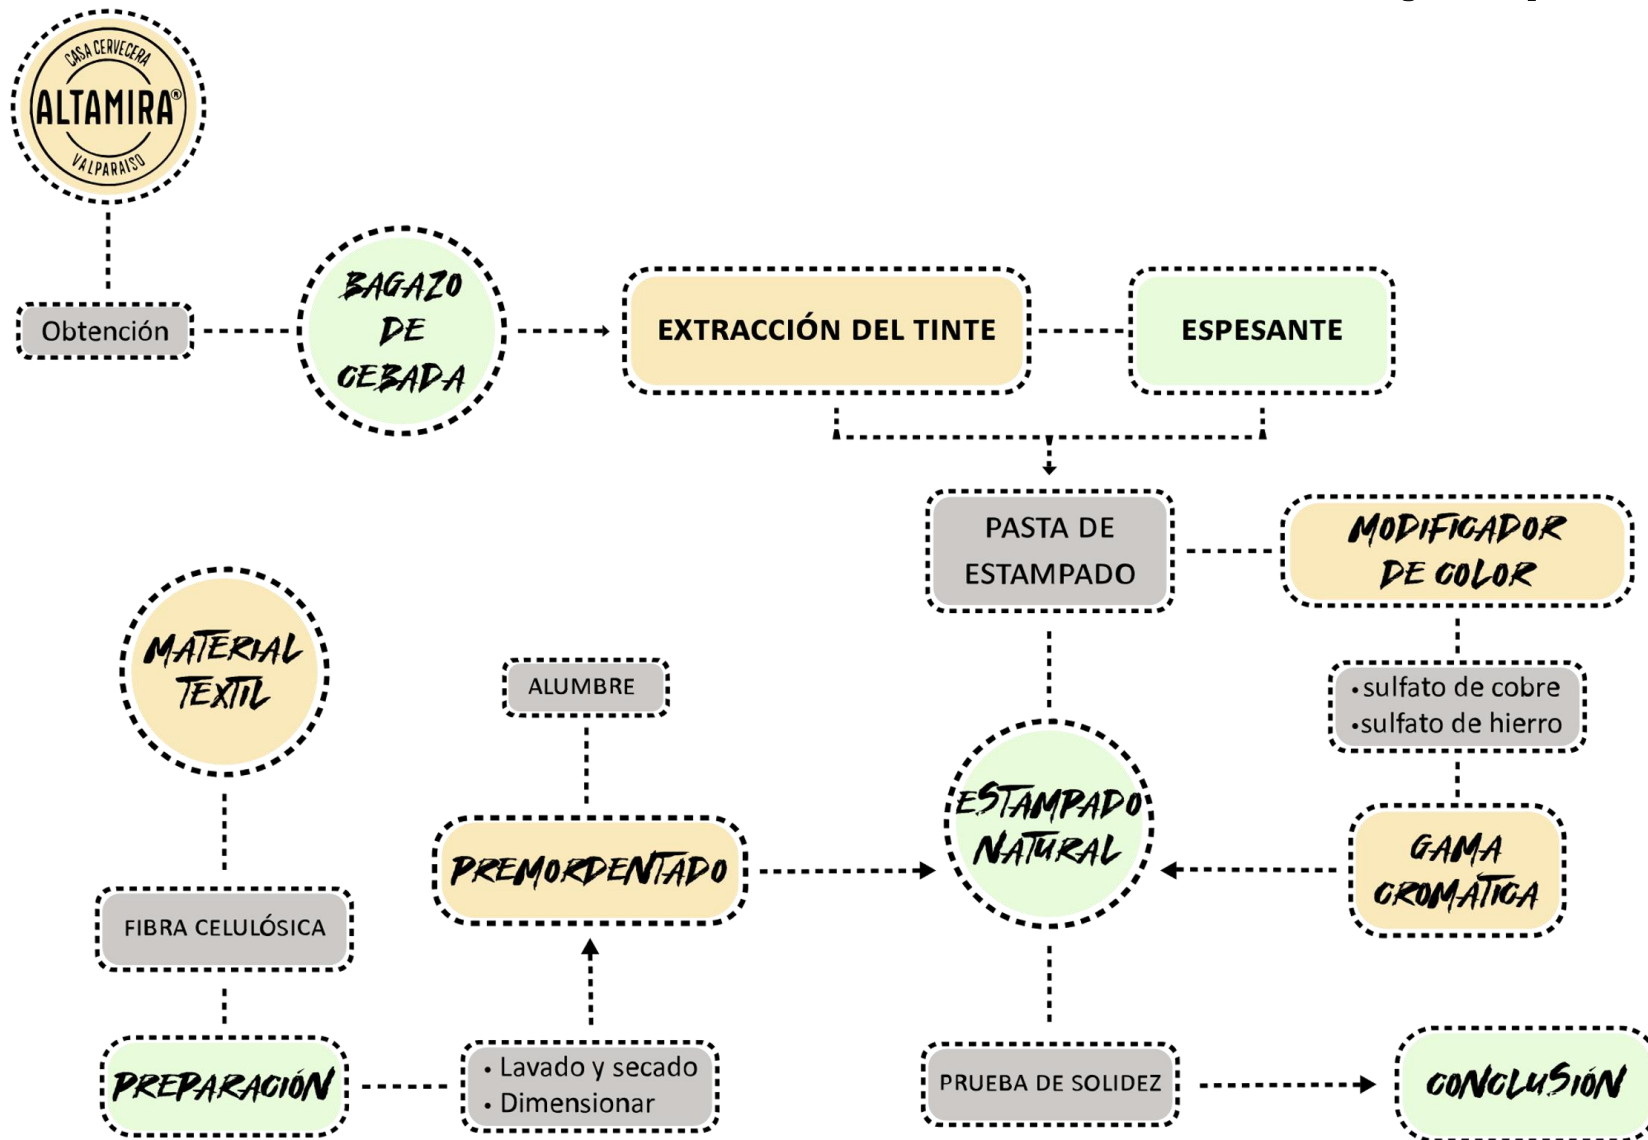 CASA CERVECERA
ALTAMIRA®
VALPARAISO
Obtención
BAGAZO
DE
CEBADA
EXTRACCIÓN DEL TINTE
ESPESANTE
PASTA DE
ESTAMPADO
MODIFICADOR
DE COLOR
• sulfato de cobre
• sulfato de hierro
GAMA
CROMÁTICA
MATERIAL
TEXTIL
ALUMBRE
PREMORDENTADO
ESTAMPADO
NATURAL
FIBRA CELULÓSICA
PREPARACIÓN
• Lavado y secado
• Dimensionar
PRUEBA DE SOLIDEZ
CONCLUSIÓN